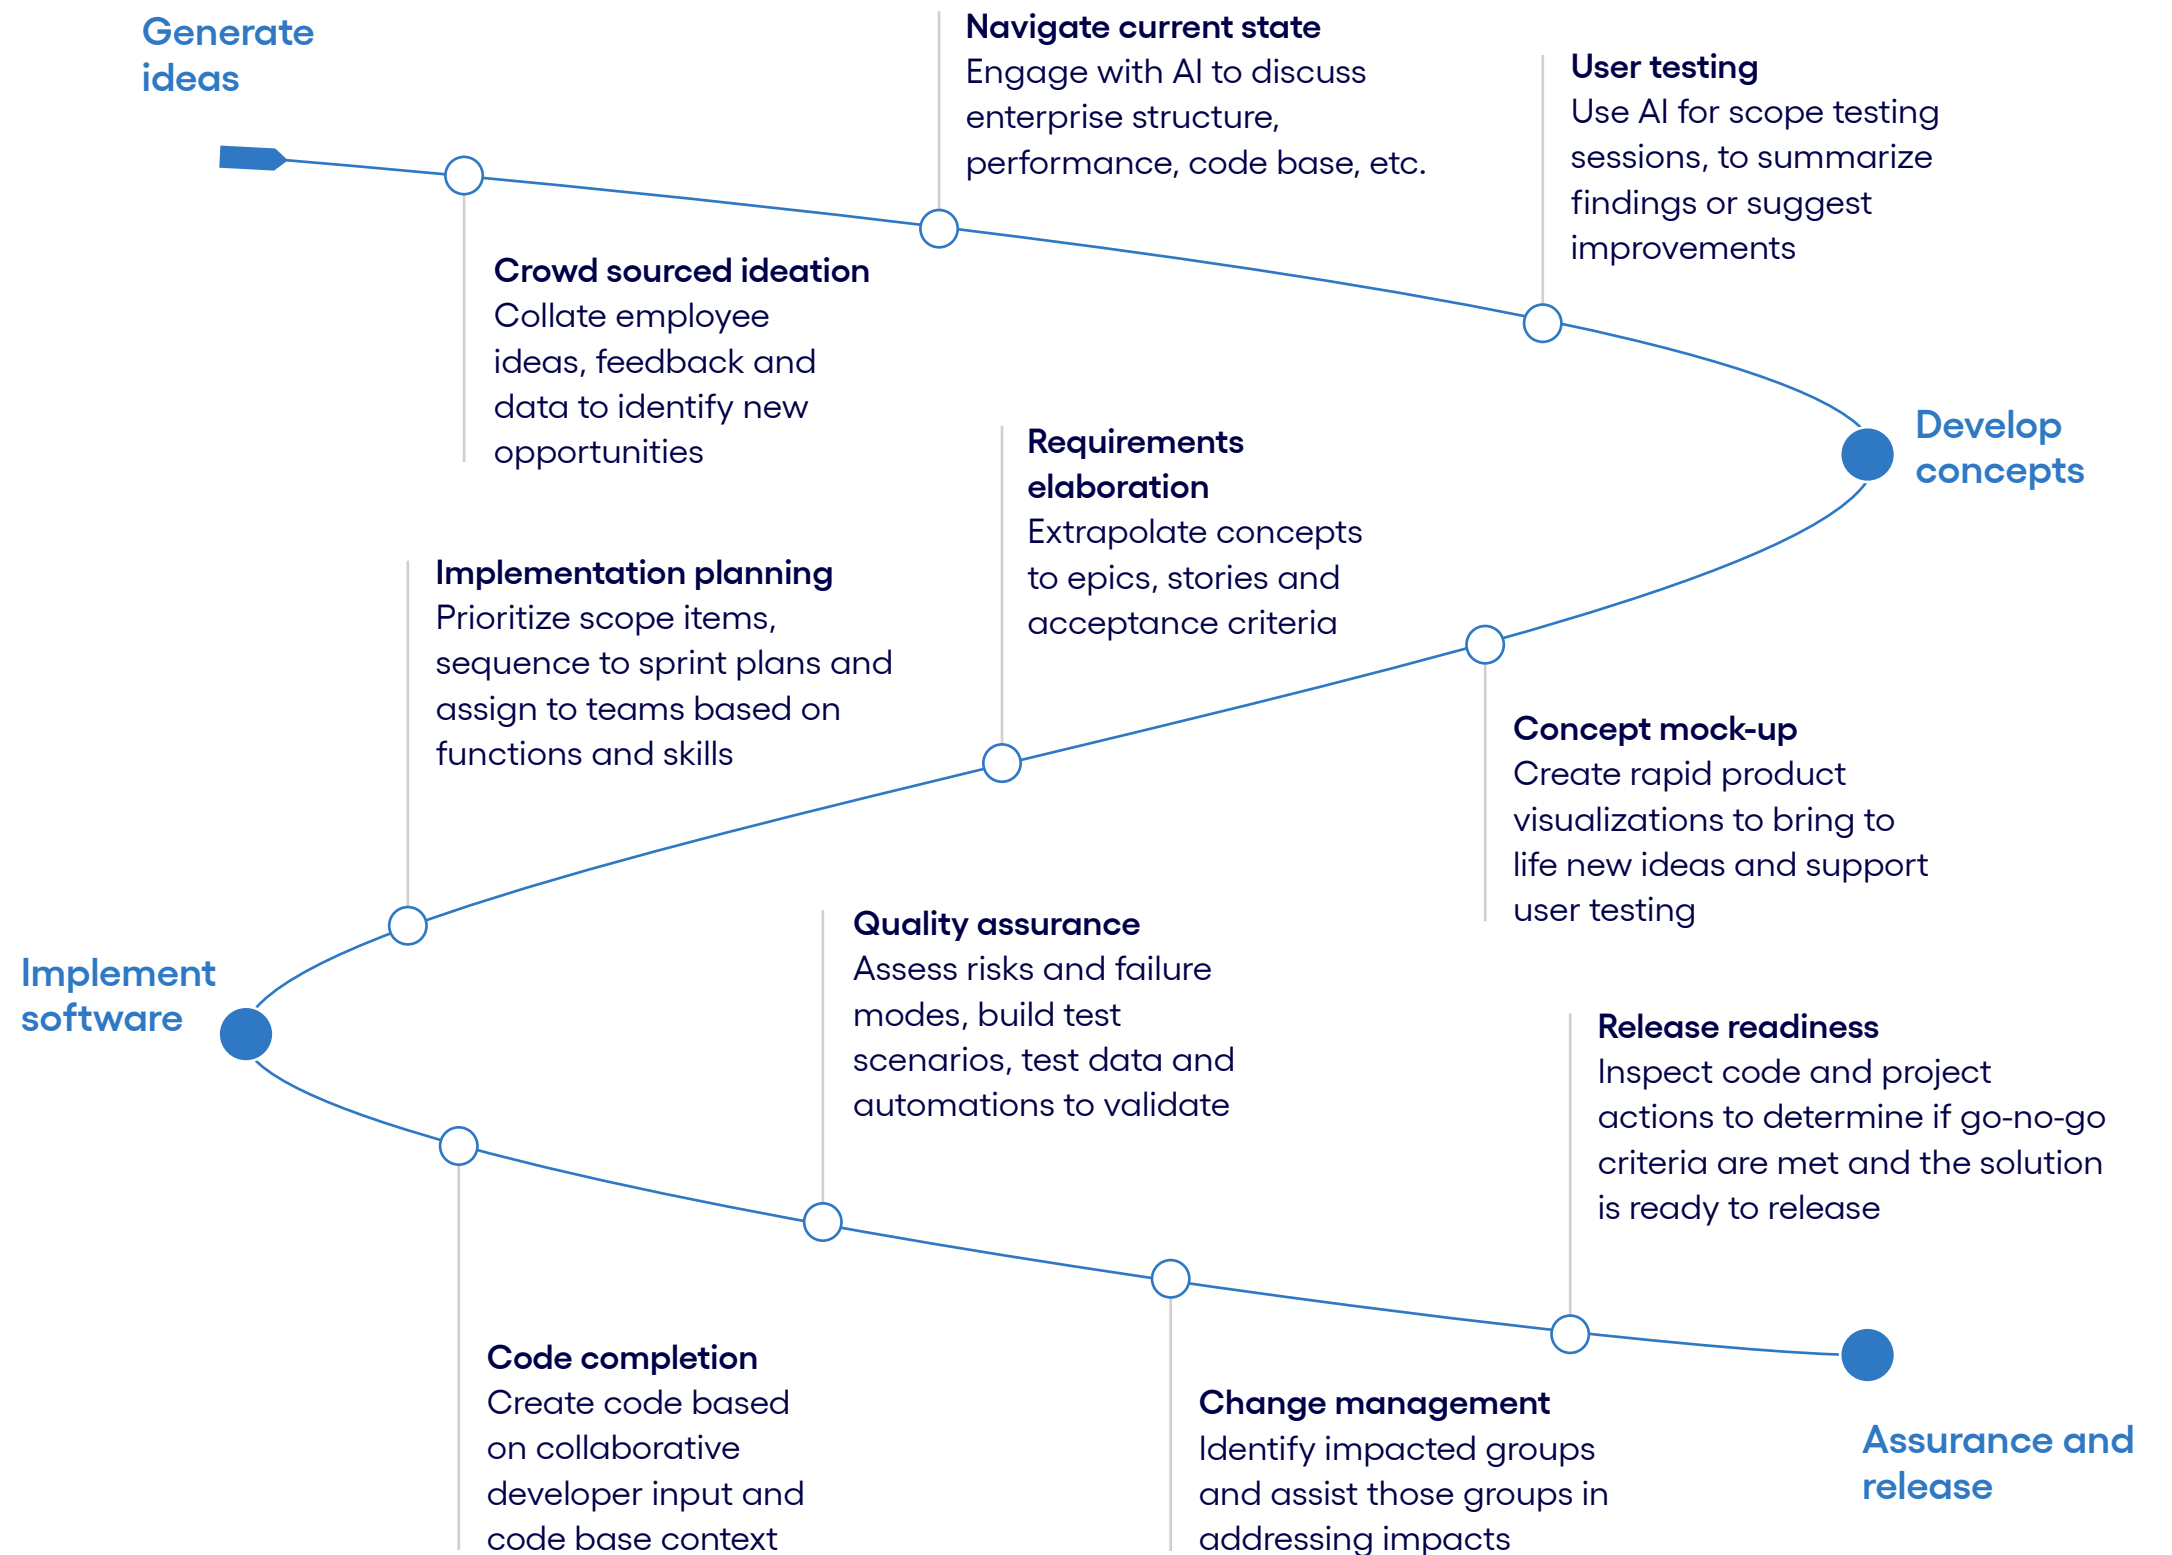 Generate
ideas
Crowd sourced ideation
Collate employee
ideas, feedback and
data to identify new
opportunities
Navigate current state
Engage with AI to discuss
enterprise structure,
performance, code base, etc.
User testing
Use AI for scope testing
sessions, to summarize
findings or suggest
improvements
Develop
concepts
Concept mock-up
Create rapid product
visualizations to bring to
life new ideas and support
user testing
Requirements
elaboration
Extrapolate concepts
to epics, stories and
acceptance criteria
Implementation planning
Prioritize scope items,
sequence to sprint plans and
assign to teams based on
functions and skills
Implement
software
Code completion
Create code based
on collaborative
developer input and
code base context
Quality assurance
Assess risks and failure
modes, build test
scenarios, test data and
automations to validate
Change management
Identify impacted groups
and assist those groups in
addressing impacts
Release readiness
Inspect code and project
actions to determine if go-no-go
criteria are met and the solution
is ready to release
Assurance and
release